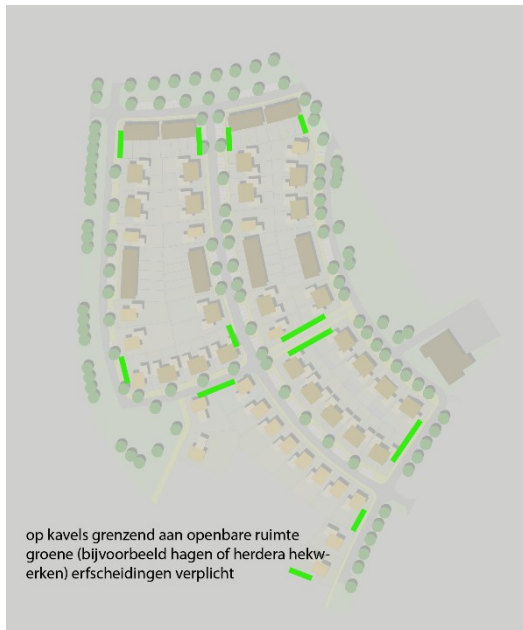 op kavels grenzend aan openbare ruimte
groene (bijvoorbeeld hagen of herdera hekw-
erken) erfscheidingen verplicht